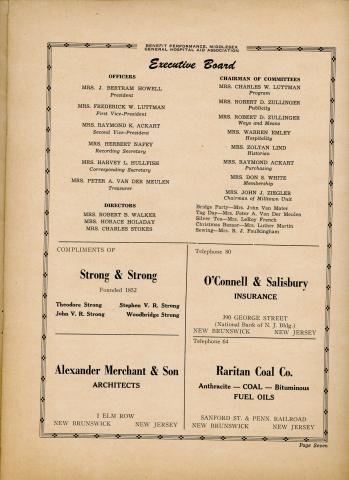 BENEFIT PERFORMANCE, MIDDLESEX
GENERAL HOSPITAL AID ASSOCIATION
Executive Board
OFFICERS
MRS. J. BERTRAM HOWELL
President
MRS. FREDERICK W. LUTTMAN
First Vice-President
MRS. RAYMOND K. ACKART
Second Vice-President
MRS. HERBERT NAFEY
Recording Secretary
MRS. HARVEY L. HULLFISH
Corresponding Secretary
MRS. PETER A. VAN DER MEULEN
Treasurer
DIRECTORS
MRS. ROBERT B. WALKER
MRS. HORACE HOLADAY
MRS. CHARLES STOKES
CHAIRMAN OF COMMITTEES
MRS. CHARLES W. LUTTMAN
Program
MRS. ROBERT D. ZULLINGER
Publicity
MRS. ROBERT D. ZULLINGER
Ways and Means
MRS. WARREN EMLEY
Hospitality
MRS. ZOLTAN LIND
Historian
MRS. RAYMOND ACKART
Purchasing
MRS. DON S. WHITE
Membership
MRS. JOHN J. ZIEGLER
Chairman of Milltown Unit
Bridge Party—Mrs. John Van Mater
Tag Day—Mrs. Peter A. Van Der Meulen
Silver Tea—Mrs. LeRoy French
Christmas Bazaar—Mrs. Luther Martin
Sewing—Mrs. R. J. Faulkingham
COMPLIMENTS OF
Strong & Strong
Founded 1852
Theodore Strong Stephen V. R. Strong
John V. R. Strong Woodbridge Strong
Telephone 80
O'Connell & Salisbury
INSURANCE
390 GEORGE STREET
(National Bank of N. J. Bldg.)
NEW BRUNSWICK NEW JERSEY
Alexander Merchant & Son
ARCHITECTS
1 ELM ROW
NEW BRUNSWICK NEW JERSEY
Telephone 64
Raritan Coal Co.
Anthracite — COAL — Bituminous
FUEL OILS
SANFORD ST. & PENN. RAILROAD
NEW BRUNSWICK NEW JERSEY
Page Seven